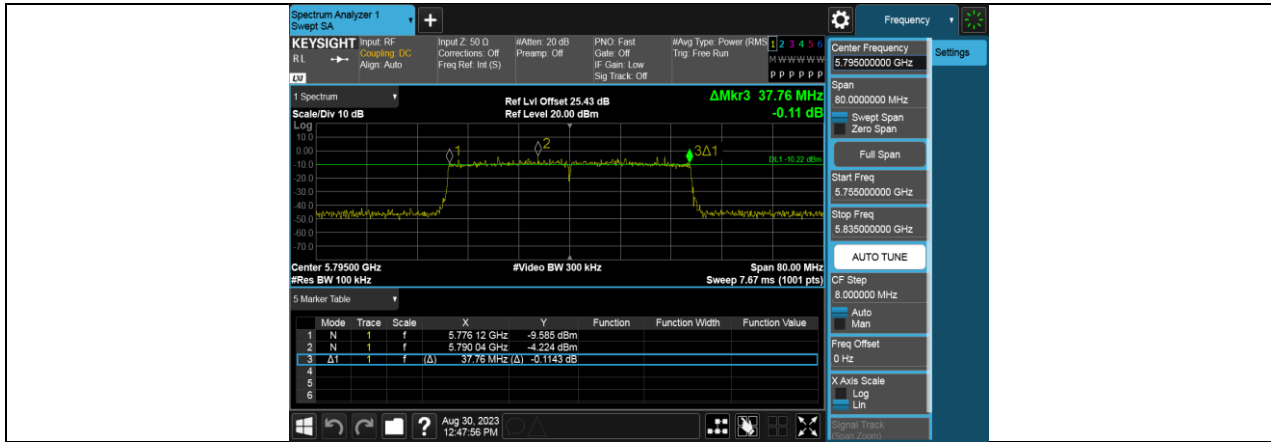 Spectrum Analyzer 1
Swept SA
+
Frequency
KEYSIGHT Input: RF Input Z: 50 Ω #Atten: 20 dB PNO: Fast #Avg Type: Power (RMS 1 2 3 4 5 6
RL Coupling: DC Corrections: Off Preamp: Off Gate: Off Trig: Free Run M W W W W W
Align: Auto Freq Ref: Int (S) IF Gain: Low
Sig Track: Off P P P P P P
LXI
1 Spectrum
Ref Lvl Offset 25.43 dB
ΔMkr3 37.76 MHz
Scale/Div 10 dB Ref Level 20.00 dBm -0.11 dB
Log
10.0
0.00
-10.0
-20.0
-30.0
-40.0
-50.0
-60.0
-70.0
1
2
3Δ1
DL1 -10.22 dBm
Center 5.79500 GHz #Video BW 300 kHz Span 80.00 MHz
#Res BW 100 kHz Sweep 7.67 ms (1001 pts)
5 Marker Table
Mode Trace Scale X Y Function Function Width Function Value
1 N 1 f 5.776 12 GHz -9.585 dBm
2 N 1 f 5.790 04 GHz -4.224 dBm
3 Δ1 1 f (Δ) 37.76 MHz (Δ) -0.1143 dB
4
5
6
?
Aug 30, 2023
12:47:56 PM
Center Frequency
5.795000000 GHz
Settings
Span
80.0000000 MHz
Swept Span
Zero Span
Full Span
Start Freq
5.755000000 GHz
Stop Freq
5.835000000 GHz
AUTO TUNE
CF Step
8.000000 MHz
Auto
Man
Freq Offset
0 Hz
X Axis Scale
Log
Lin
Signal Track
(Span Zoom)